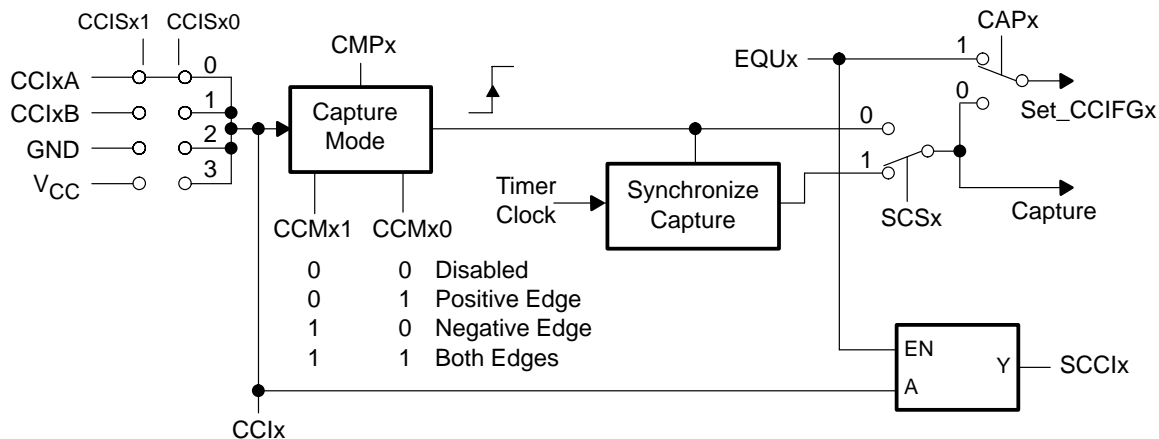 CCISx1 CCISx0
CCIxA
CCIxB
GND
VCC
0
1
2
3
CMPx
Capture
Mode
CCMx1 CCMx0
0 0 Disabled
0 1 Positive Edge
1 0 Negative Edge
1 1 Both Edges
Timer
Clock
Synchronize
Capture
EQUx
CAPx
1
0
Set_CCIFGx
0
1
SCSx
Capture
EN
A
Y
SCCIx
CCIx